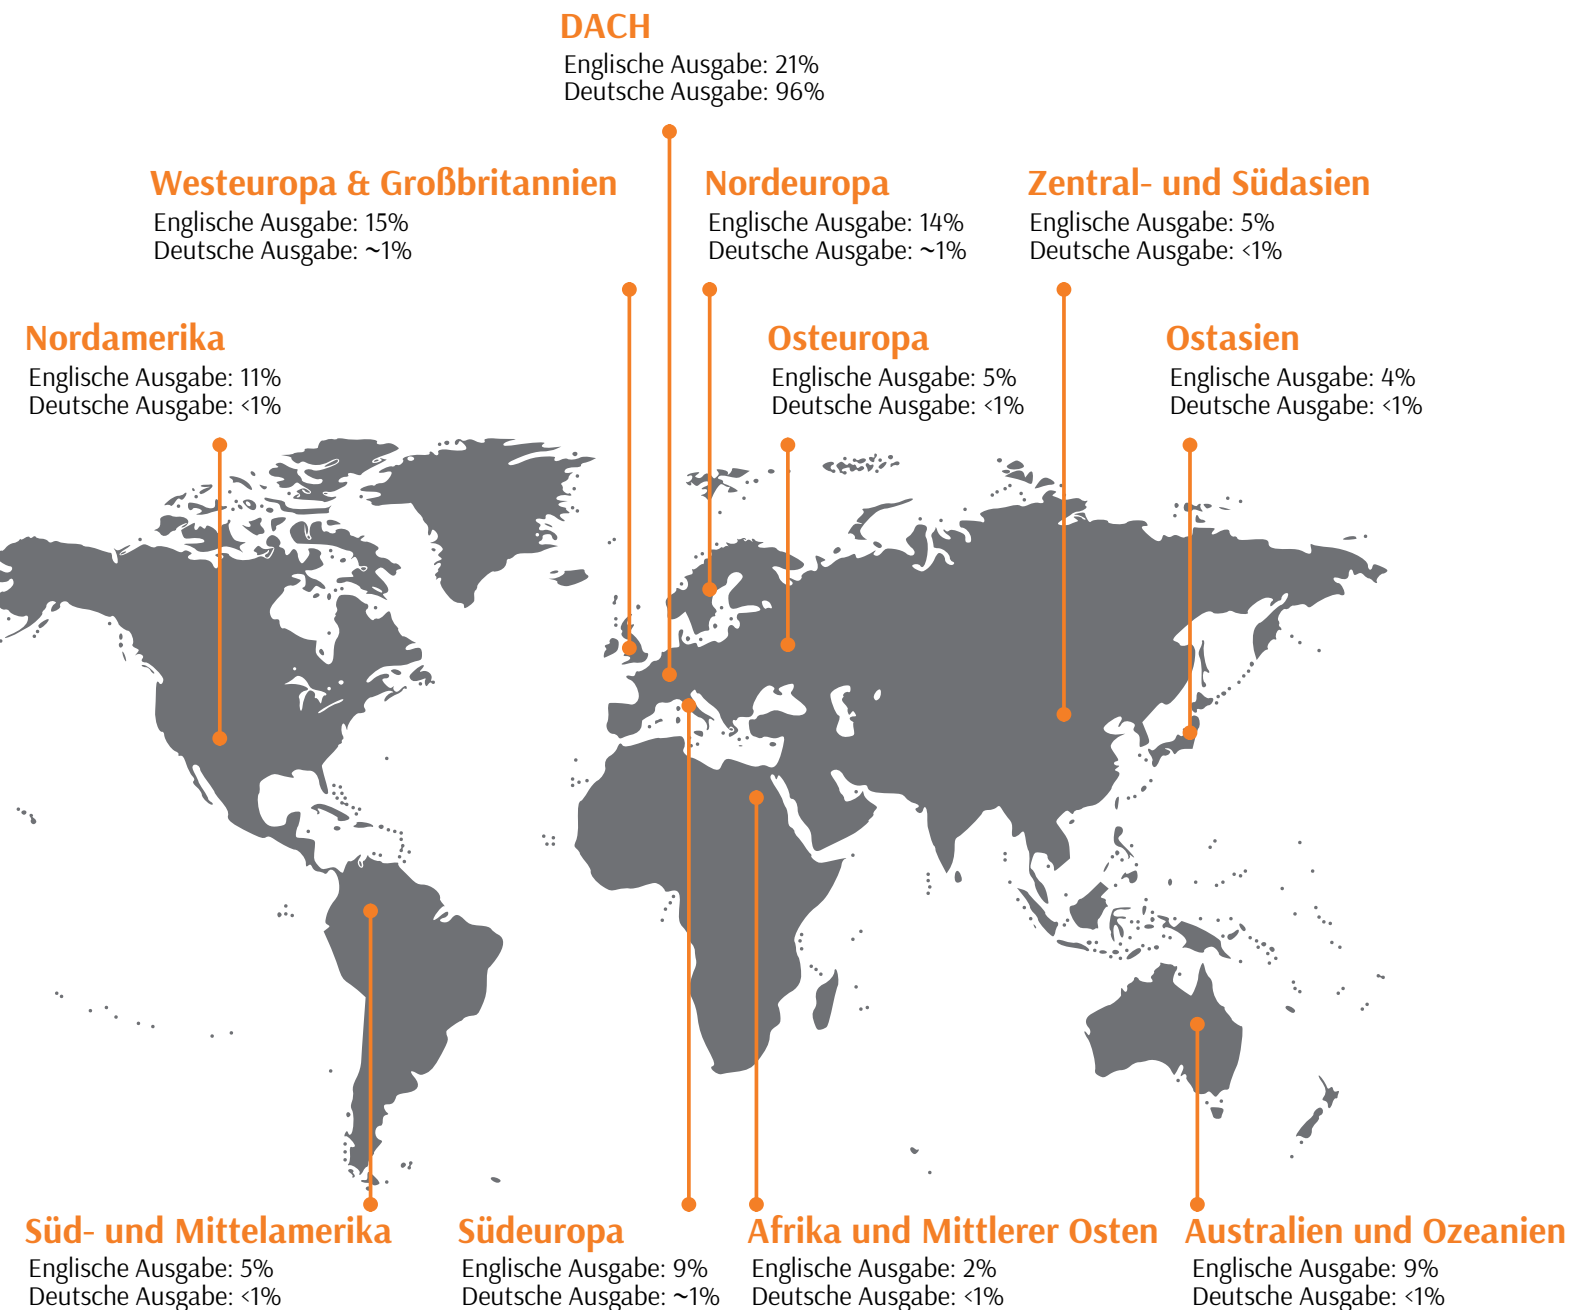 DACH
Englische Ausgabe: 21%
Deutsche Ausgabe: 96%
Westeuropa & Großbritannien
Englische Ausgabe: 15%
Deutsche Ausgabe: ~1%
Nordeuropa
Englische Ausgabe: 14%
Deutsche Ausgabe: ~1%
Zentral- und Südasien
Englische Ausgabe: 5%
Deutsche Ausgabe: <1%
Nordamerika
Englische Ausgabe: 11%
Deutsche Ausgabe: <1%
Osteuropa
Englische Ausgabe: 5%
Deutsche Ausgabe: <1%
Ostasien
Englische Ausgabe: 4%
Deutsche Ausgabe: <1%
Süd- und Mittelamerika
Englische Ausgabe: 5%
Deutsche Ausgabe: <1%
Südeuropa
Englische Ausgabe: 9%
Deutsche Ausgabe: ~1%
Afrika und Mittlerer Osten
Englische Ausgabe: 2%
Deutsche Ausgabe: <1%
Australien und Ozeanien
Englische Ausgabe: 9%
Deutsche Ausgabe: <1%